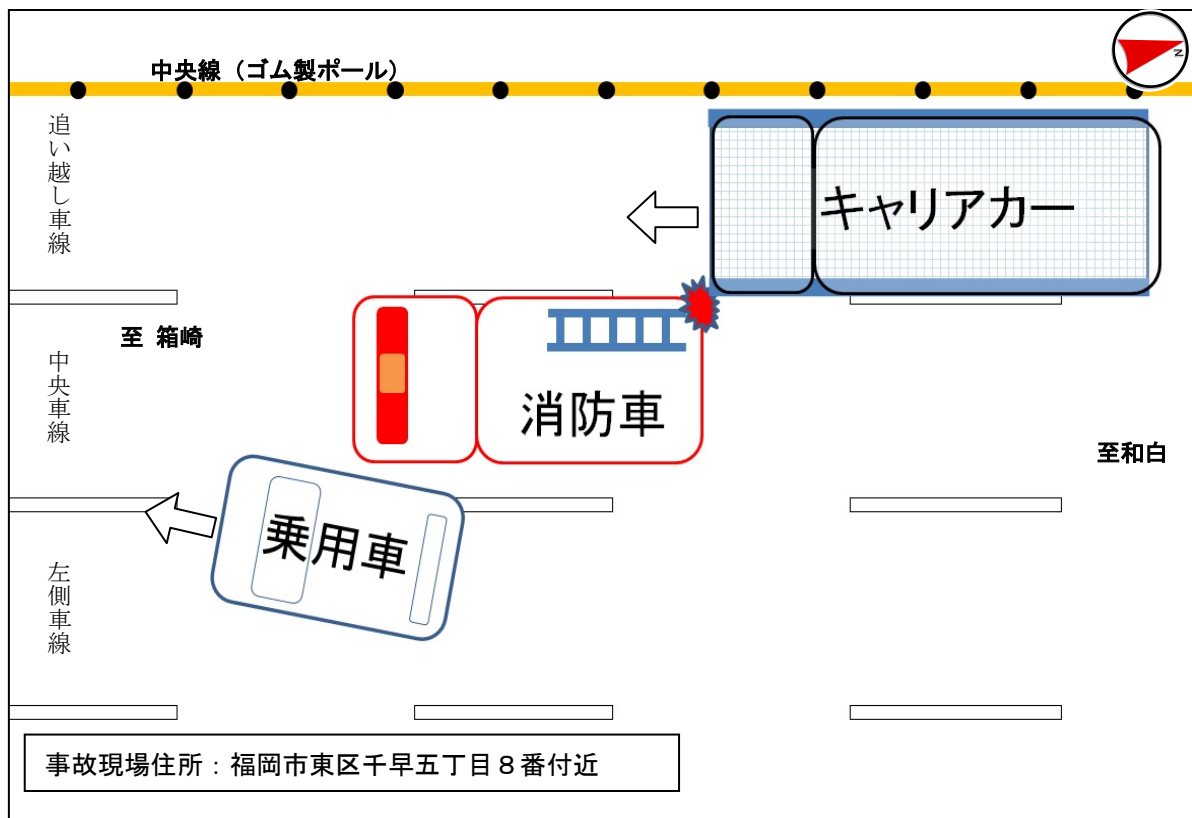 中央線（ゴム製ポール）
N
追い越し車線
キャリアカー
至 箱崎
中央車線
消防車
至和白
乗用車
左側車線
事故現場住所：福岡市東区千早五丁目８番付近